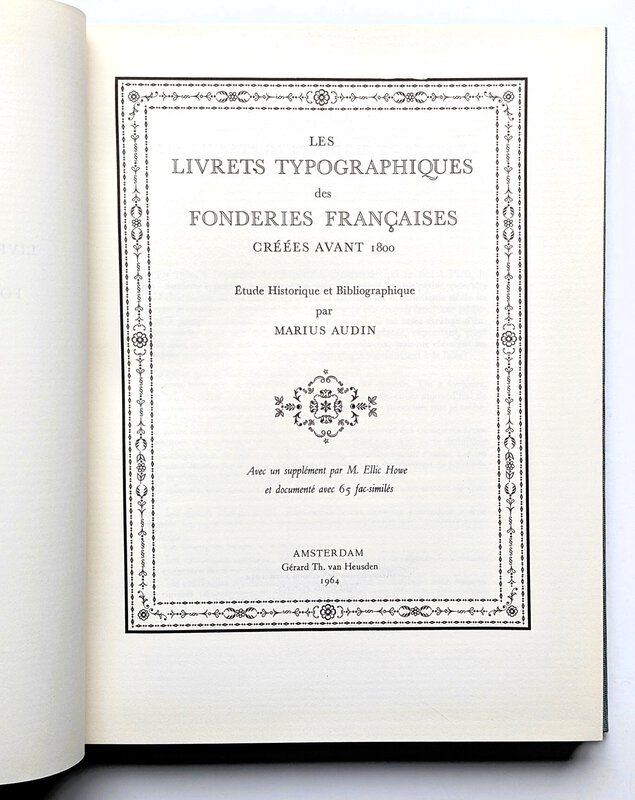 LES
LIVRETS TYPOGRAPHIQUES
des
FONDERIES FRANÇAISES
CRÉÉES AVANT 1800
Étude Historique et Bibliographique
par
MARIUS AUDIN
Avec un supplément par M. Ellic Howe
et documenté avec 65 fac-similés
AMSTERDAM
Gérard Th. van Heusden
1964